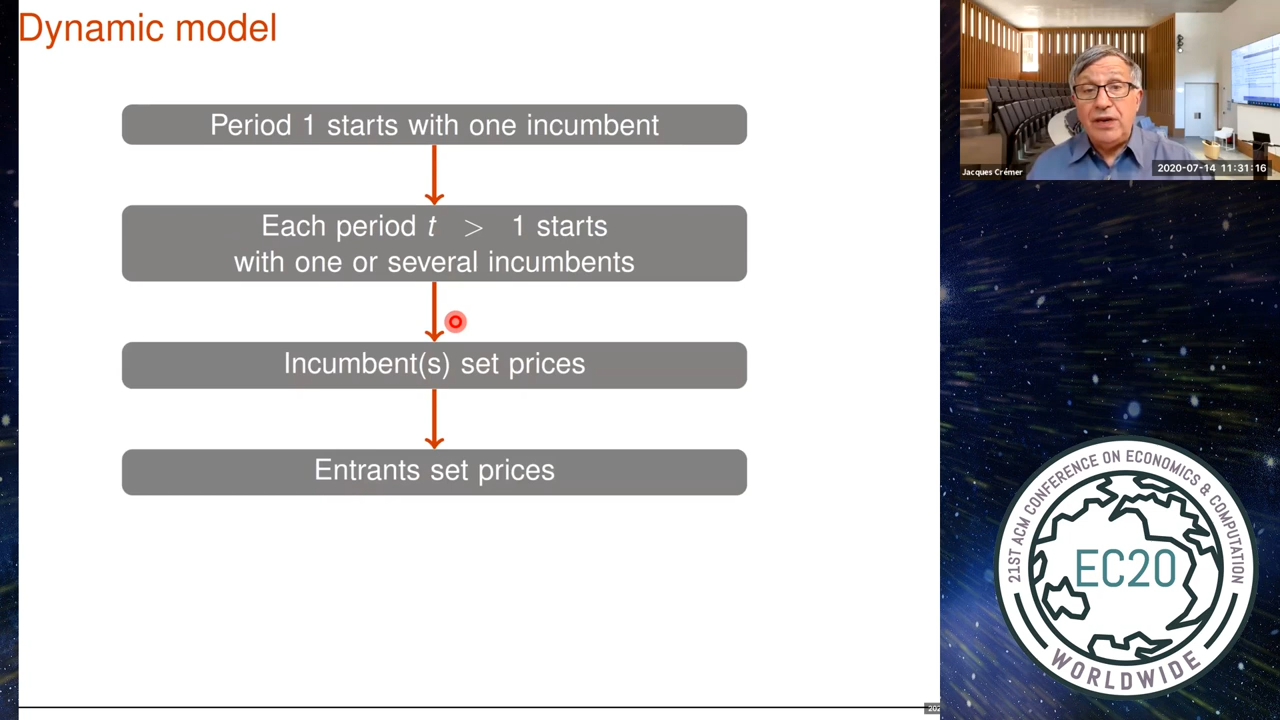 Dynamic model
Period 1 starts with one incumbent
Each period t > 1 starts
with one or several incumbents
Incumbent(s) set prices
Entrants set prices
Jacques Crémer
2020-07-14 11:31:16
21ST ACM CONFERENCE ON ECONOMICS & COMPUTATION
EC20
WORLDWIDE